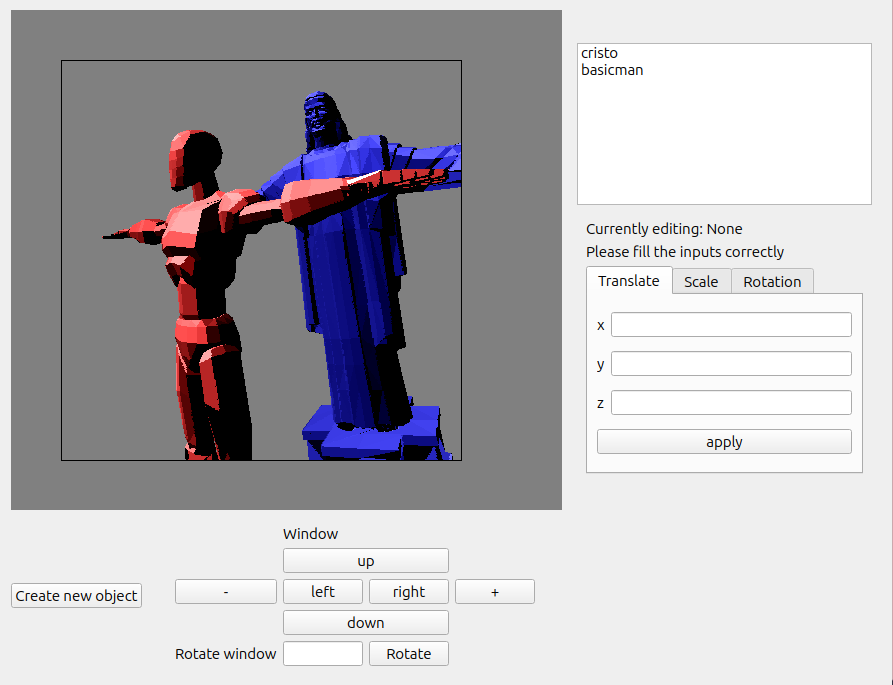 cristo
basicman
Currently editing: None
Please fill the inputs correctly
Translate Scale Rotation
x
y
z
apply
Window
up
Create new object - left right +
down
Rotate window Rotate